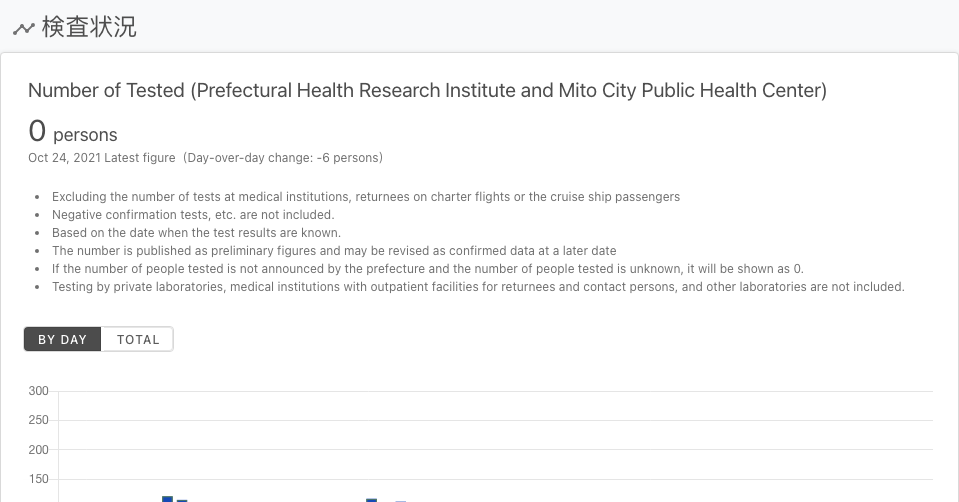 検査状況
Number of Tested (Prefectural Health Research Institute and Mito City Public Health Center)
0 persons
Oct 24, 2021 Latest figure (Day-over-day change: -6 persons)
• Excluding the number of tests at medical institutions, returnees on charter flights or the cruise ship passengers
• Negative confirmation tests, etc. are not included.
• Based on the date when the test results are known.
• The number is published as preliminary figures and may be revised as confirmed data at a later date
• If the number of people tested is not announced by the prefecture and the number of people tested is unknown, it will be shown as 0.
• Testing by private laboratories, medical institutions with outpatient facilities for returnees and contact persons, and other laboratories are not included.
BY DAY TOTAL
300
250
200
150